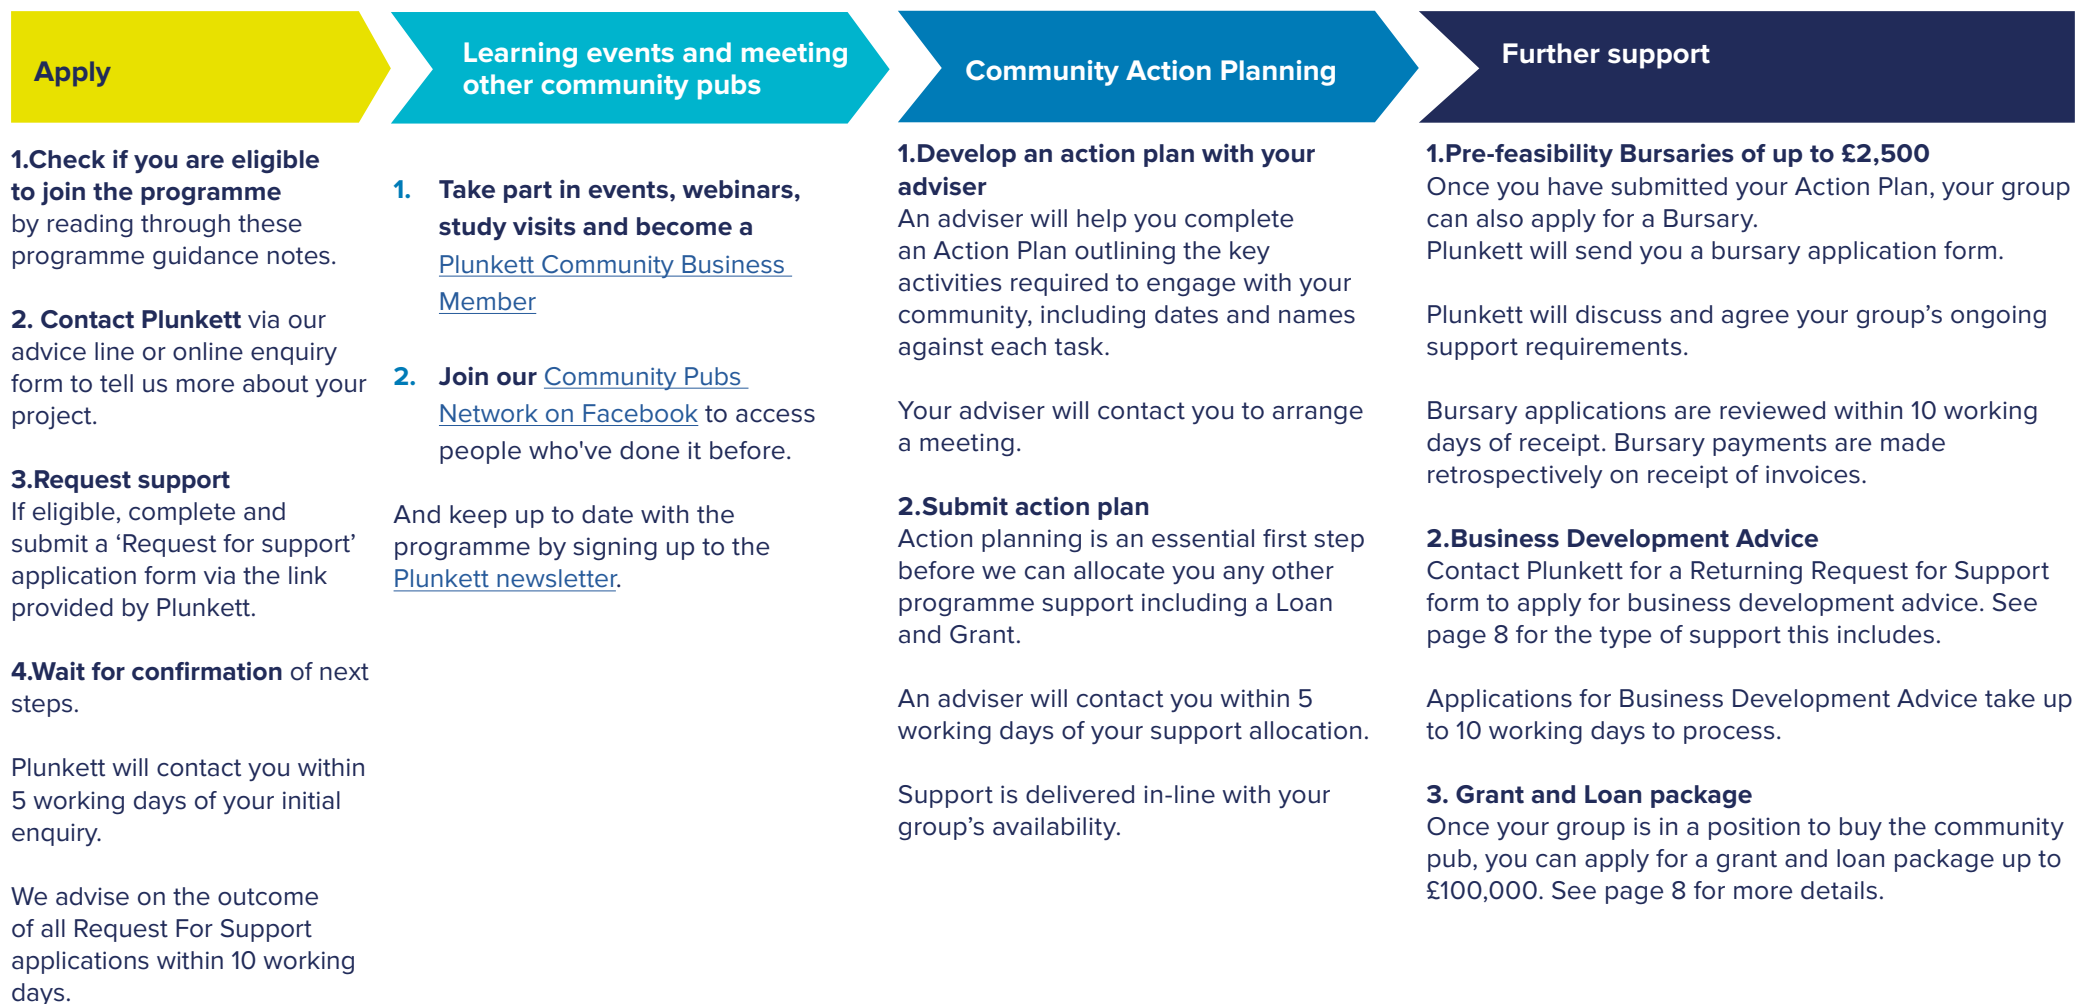 Apply
Learning events and meeting
other community pubs
Community Action Planning
Further support
1.Check if you are eligible
to join the programme
by reading through these
programme guidance notes.
2. Contact Plunkett via our
advice line or online enquiry
form to tell us more about your
project.
3.Request support
If eligible, complete and
submit a ‘Request for support’
application form via the link
provided by Plunkett.
4.Wait for confirmation of next
steps.
Plunkett will contact you within
5 working days of your initial
enquiry.
We advise on the outcome
of all Request For Support
applications within 10 working
days.
1. Take part in events, webinars,
study visits and become a
Plunkett Community Business
Member
2. Join our Community Pubs
Network on Facebook to access
people who've done it before.
And keep up to date with the
programme by signing up to the
Plunkett newsletter.
1.Develop an action plan with your
adviser
An adviser will help you complete
an Action Plan outlining the key
activities required to engage with your
community, including dates and names
against each task.
Your adviser will contact you to arrange
a meeting.
2.Submit action plan
Action planning is an essential first step
before we can allocate you any other
programme support including a Loan
and Grant.
An adviser will contact you within 5
working days of your support allocation.
Support is delivered in-line with your
group’s availability.
1.Pre-feasibility Bursaries of up to £2,500
Once you have submitted your Action Plan, your group
can also apply for a Bursary.
Plunkett will send you a bursary application form.
Plunkett will discuss and agree your group’s ongoing
support requirements.
Bursary applications are reviewed within 10 working
days of receipt. Bursary payments are made
retrospectively on receipt of invoices.
2.Business Development Advice
Contact Plunkett for a Returning Request for Support
form to apply for business development advice. See
page 8 for the type of support this includes.
Applications for Business Development Advice take up
to 10 working days to process.
3. Grant and Loan package
Once your group is in a position to buy the community
pub, you can apply for a grant and loan package up to
£100,000. See page 8 for more details.